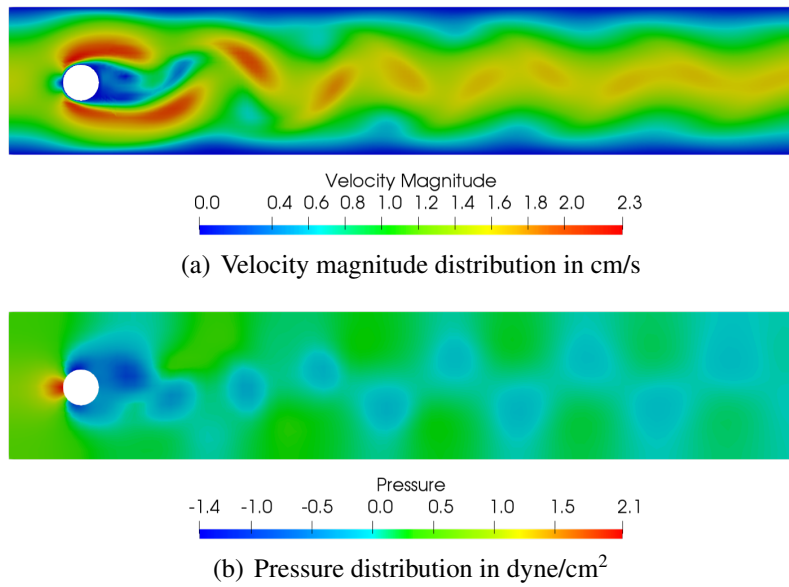 Velocity Magnitude
0.0 0.4 0.6 0.8 1.0 1.2 1.4 1.6 1.8 2.0 2.3
(a) Velocity magnitude distribution in cm/s
Pressure
-1.4 -1.0 -0.5 0.0 0.5 1.0 1.5 2.1
(b) Pressure distribution in dyne/cm²